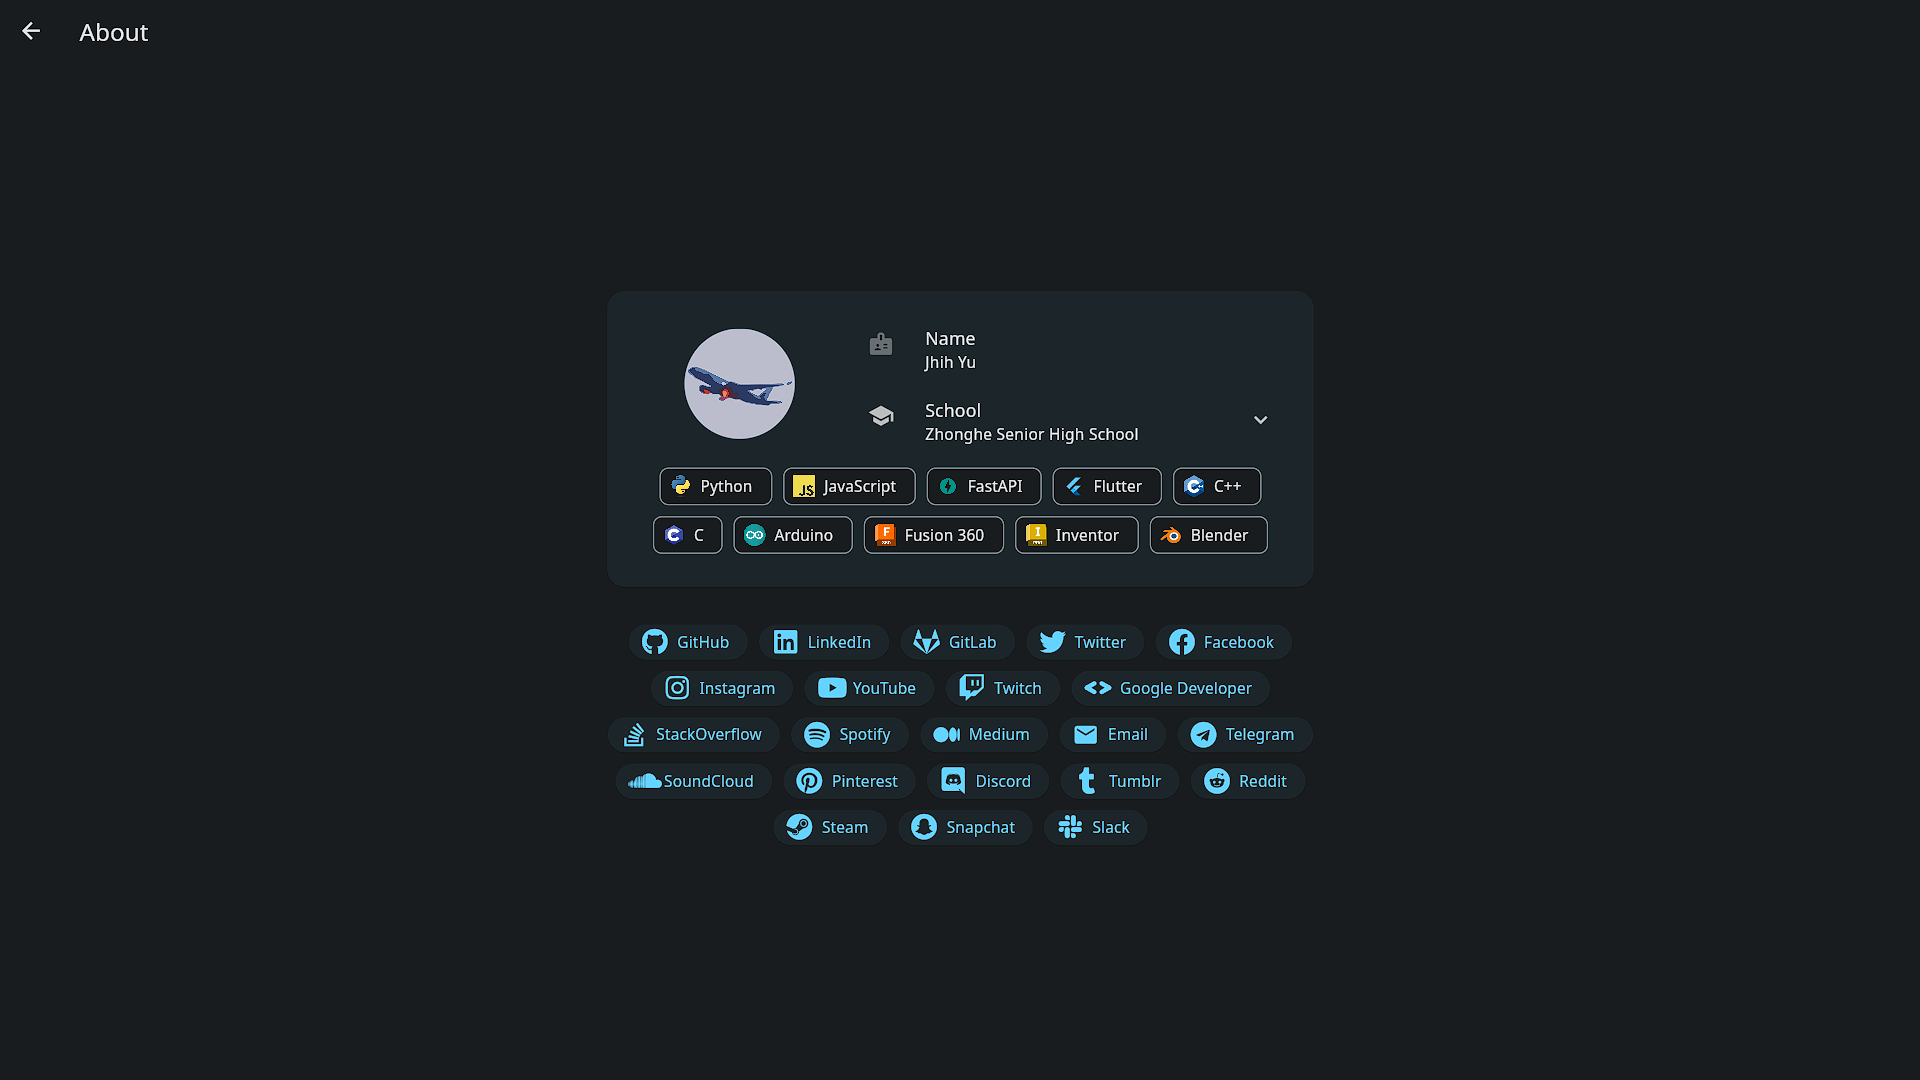 About
Name
Jhih Yu
School
Zhonghe Senior High School
Python JavaScript FastAPI Flutter C++
C Arduino Fusion 360 Inventor Blender
GitHub LinkedIn GitLab Twitter Facebook
Instagram YouTube Twitch Google Developer
StackOverflow Spotify Medium Email Telegram
SoundCloud Pinterest Discord Tumblr Reddit
Steam Snapchat Slack